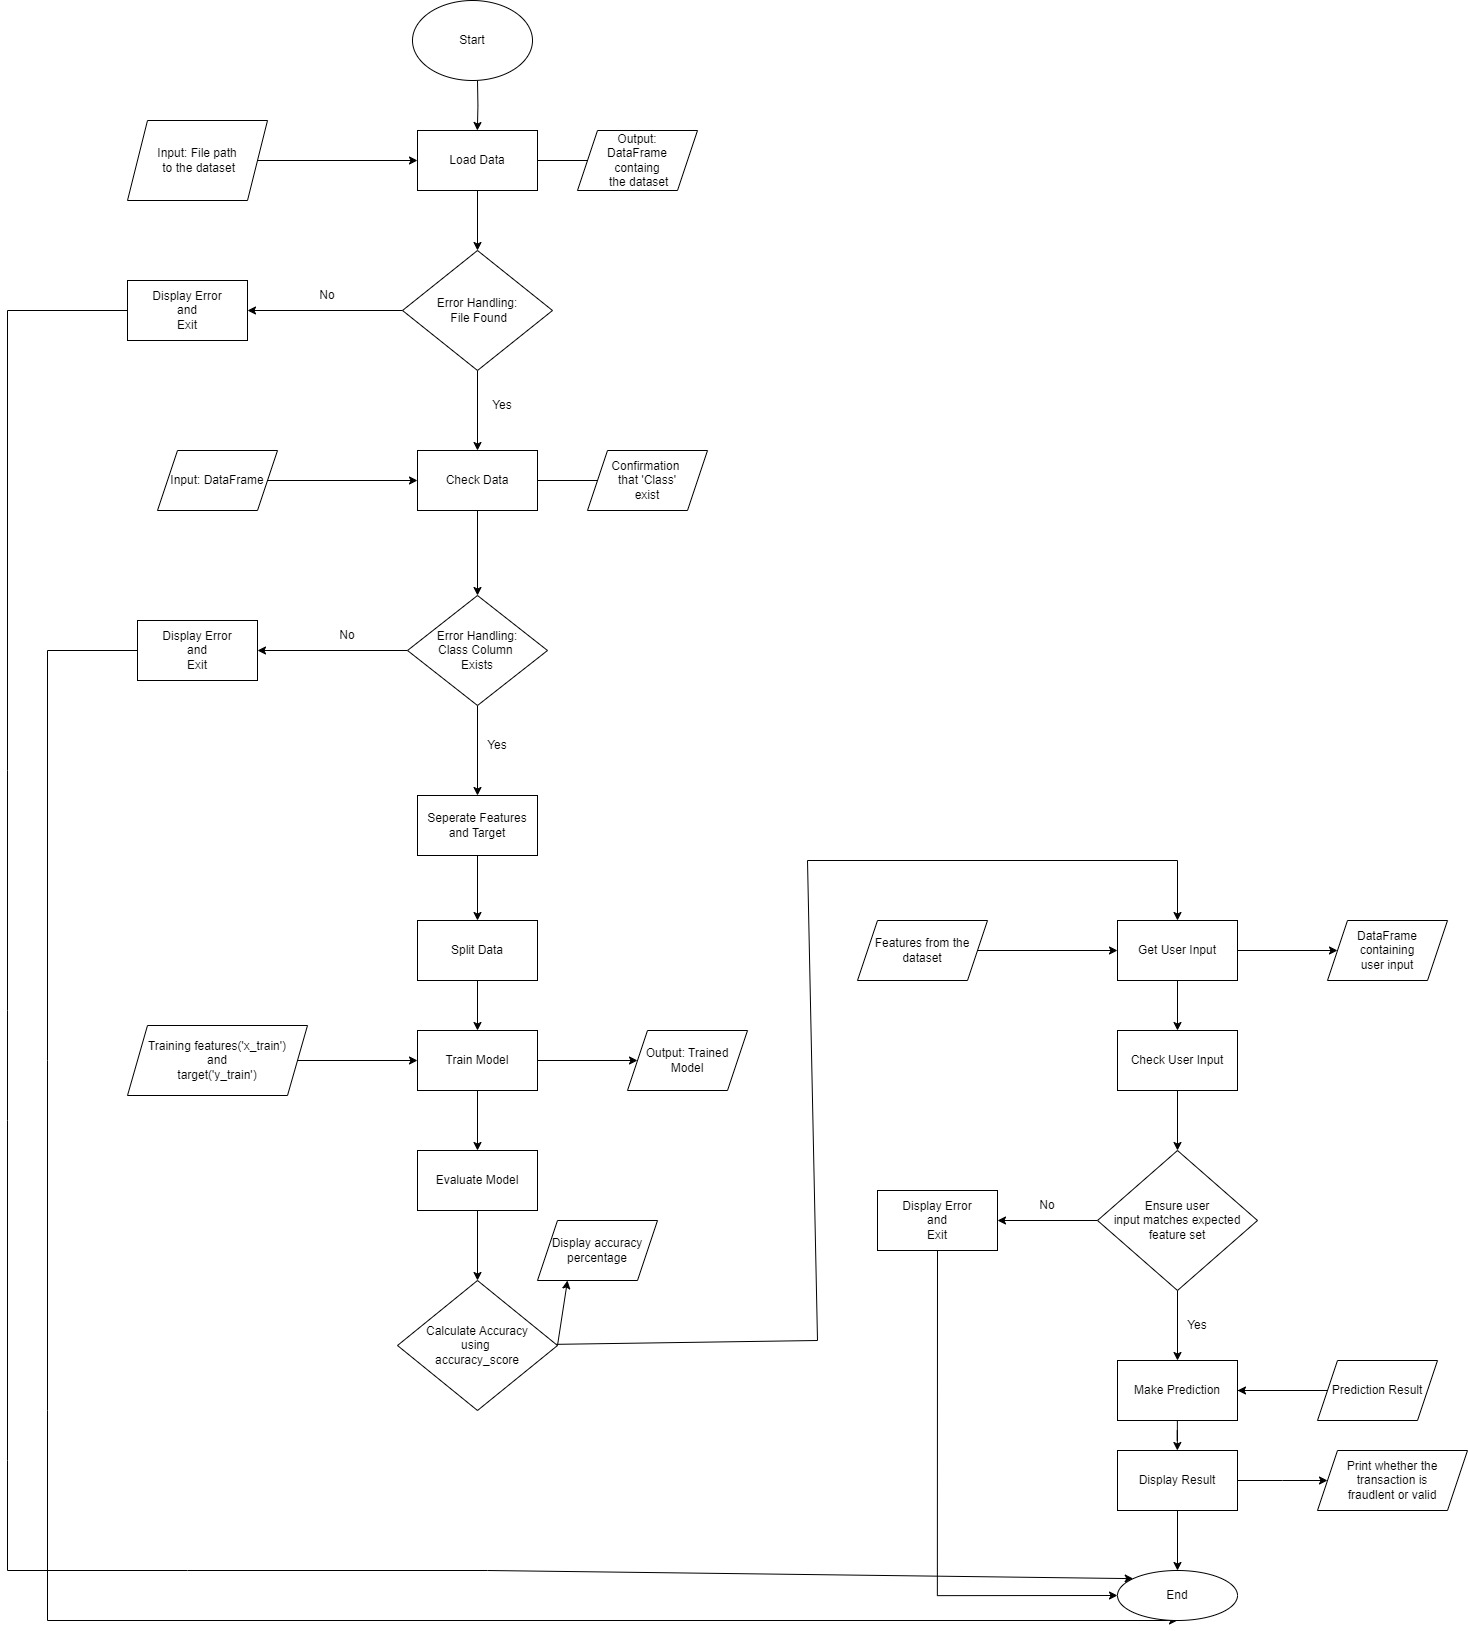 Start
Input: File path
to the dataset
Load Data
Output:
DataFrame
containg
the dataset
Display Error
and
Exit
No
Error Handling:
File Found
Yes
Input: DataFrame
Check Data
Confirmation
that 'Class'
exist
Display Error
and
Exit
No
Error Handling:
Class Column
Exists
Yes
Seperate Features
and Target
Split Data
Training features('x_train')
and
target('y_train')
Train Model
Output: Trained
Model
Evaluate Model
Display accuracy
percentage
Calculate Accuracy
using
accuracy_score
Features from the
dataset
Get User Input
DataFrame
containing
user input
Check User Input
Display Error
and
Exit
No
Ensure user
input matches expected
feature set
Yes
Make Prediction
Prediction Result
Display Result
Print whether the
transaction is
fraudlent or valid
End